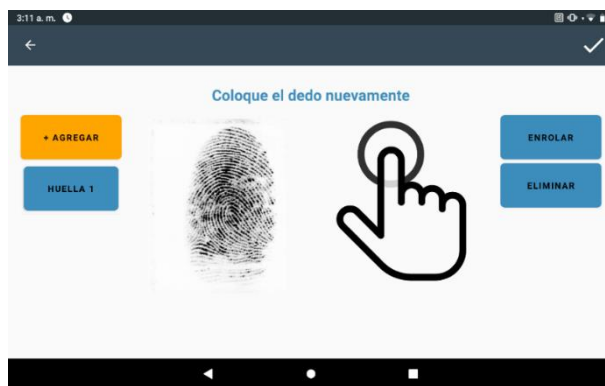 3:11 a. m.
Coloque el dedo nuevamente
+ AGREGAR
HUELLA 1
ENROLAR
ELIMINAR